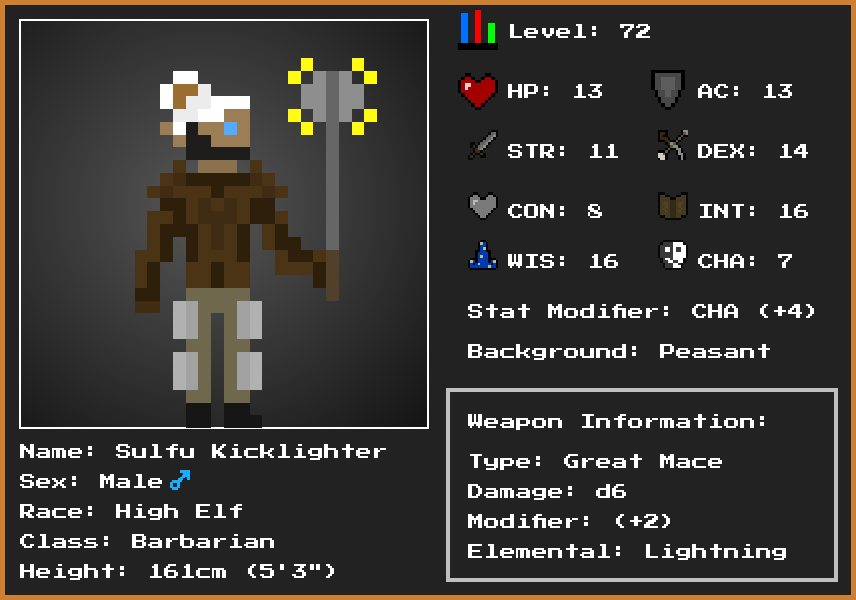 Level: 72
HP: 13
AC: 13
STR: 11
DEX: 14
CON: 8
INT: 16
WIS: 16
CHA: 7
Stat Modifier: CHA (+4)
Background: Peasant
Weapon Information:
Type: Great Mace
Damage: d6
Modifier: (+2)
Elemental: Lightning
Name: Sulfu Kicklighter
Sex: Male♂
Race: High Elf
Class: Barbarian
Height: 161cm (5'3")